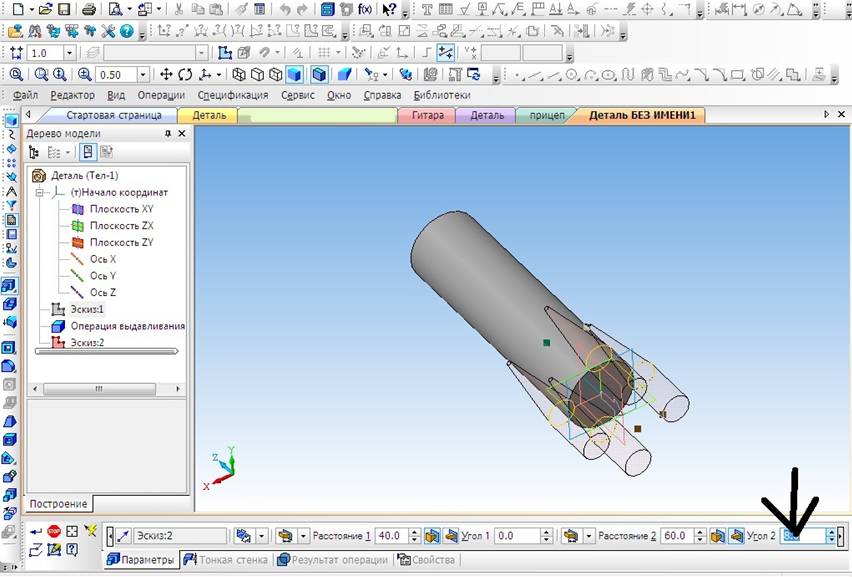 f(x)
1.0
0.50
Файл Редактор Вид Операции Спецификация Сервис Окно Справка Библиотеки
Стартовая страница Деталь Гитара Деталь прицеп Деталь БЕЗ ИМЕНИ1
Дерево модели
Деталь (Тел-1)
(т)Начало координат
Плоскость XY
Плоскость ZX
Плоскость ZY
Ось X
Ось Y
Ось Z
Эскиз:1
Операция выдавливания
Эскиз:2
Z Y
X
Построение
STOP
Эскиз:2 Расстояние 1 40.0 Угол 1 0.0 Расстояние 2 60.0 Угол 2
Параметры Тонкая стенка Результат операции Свойства